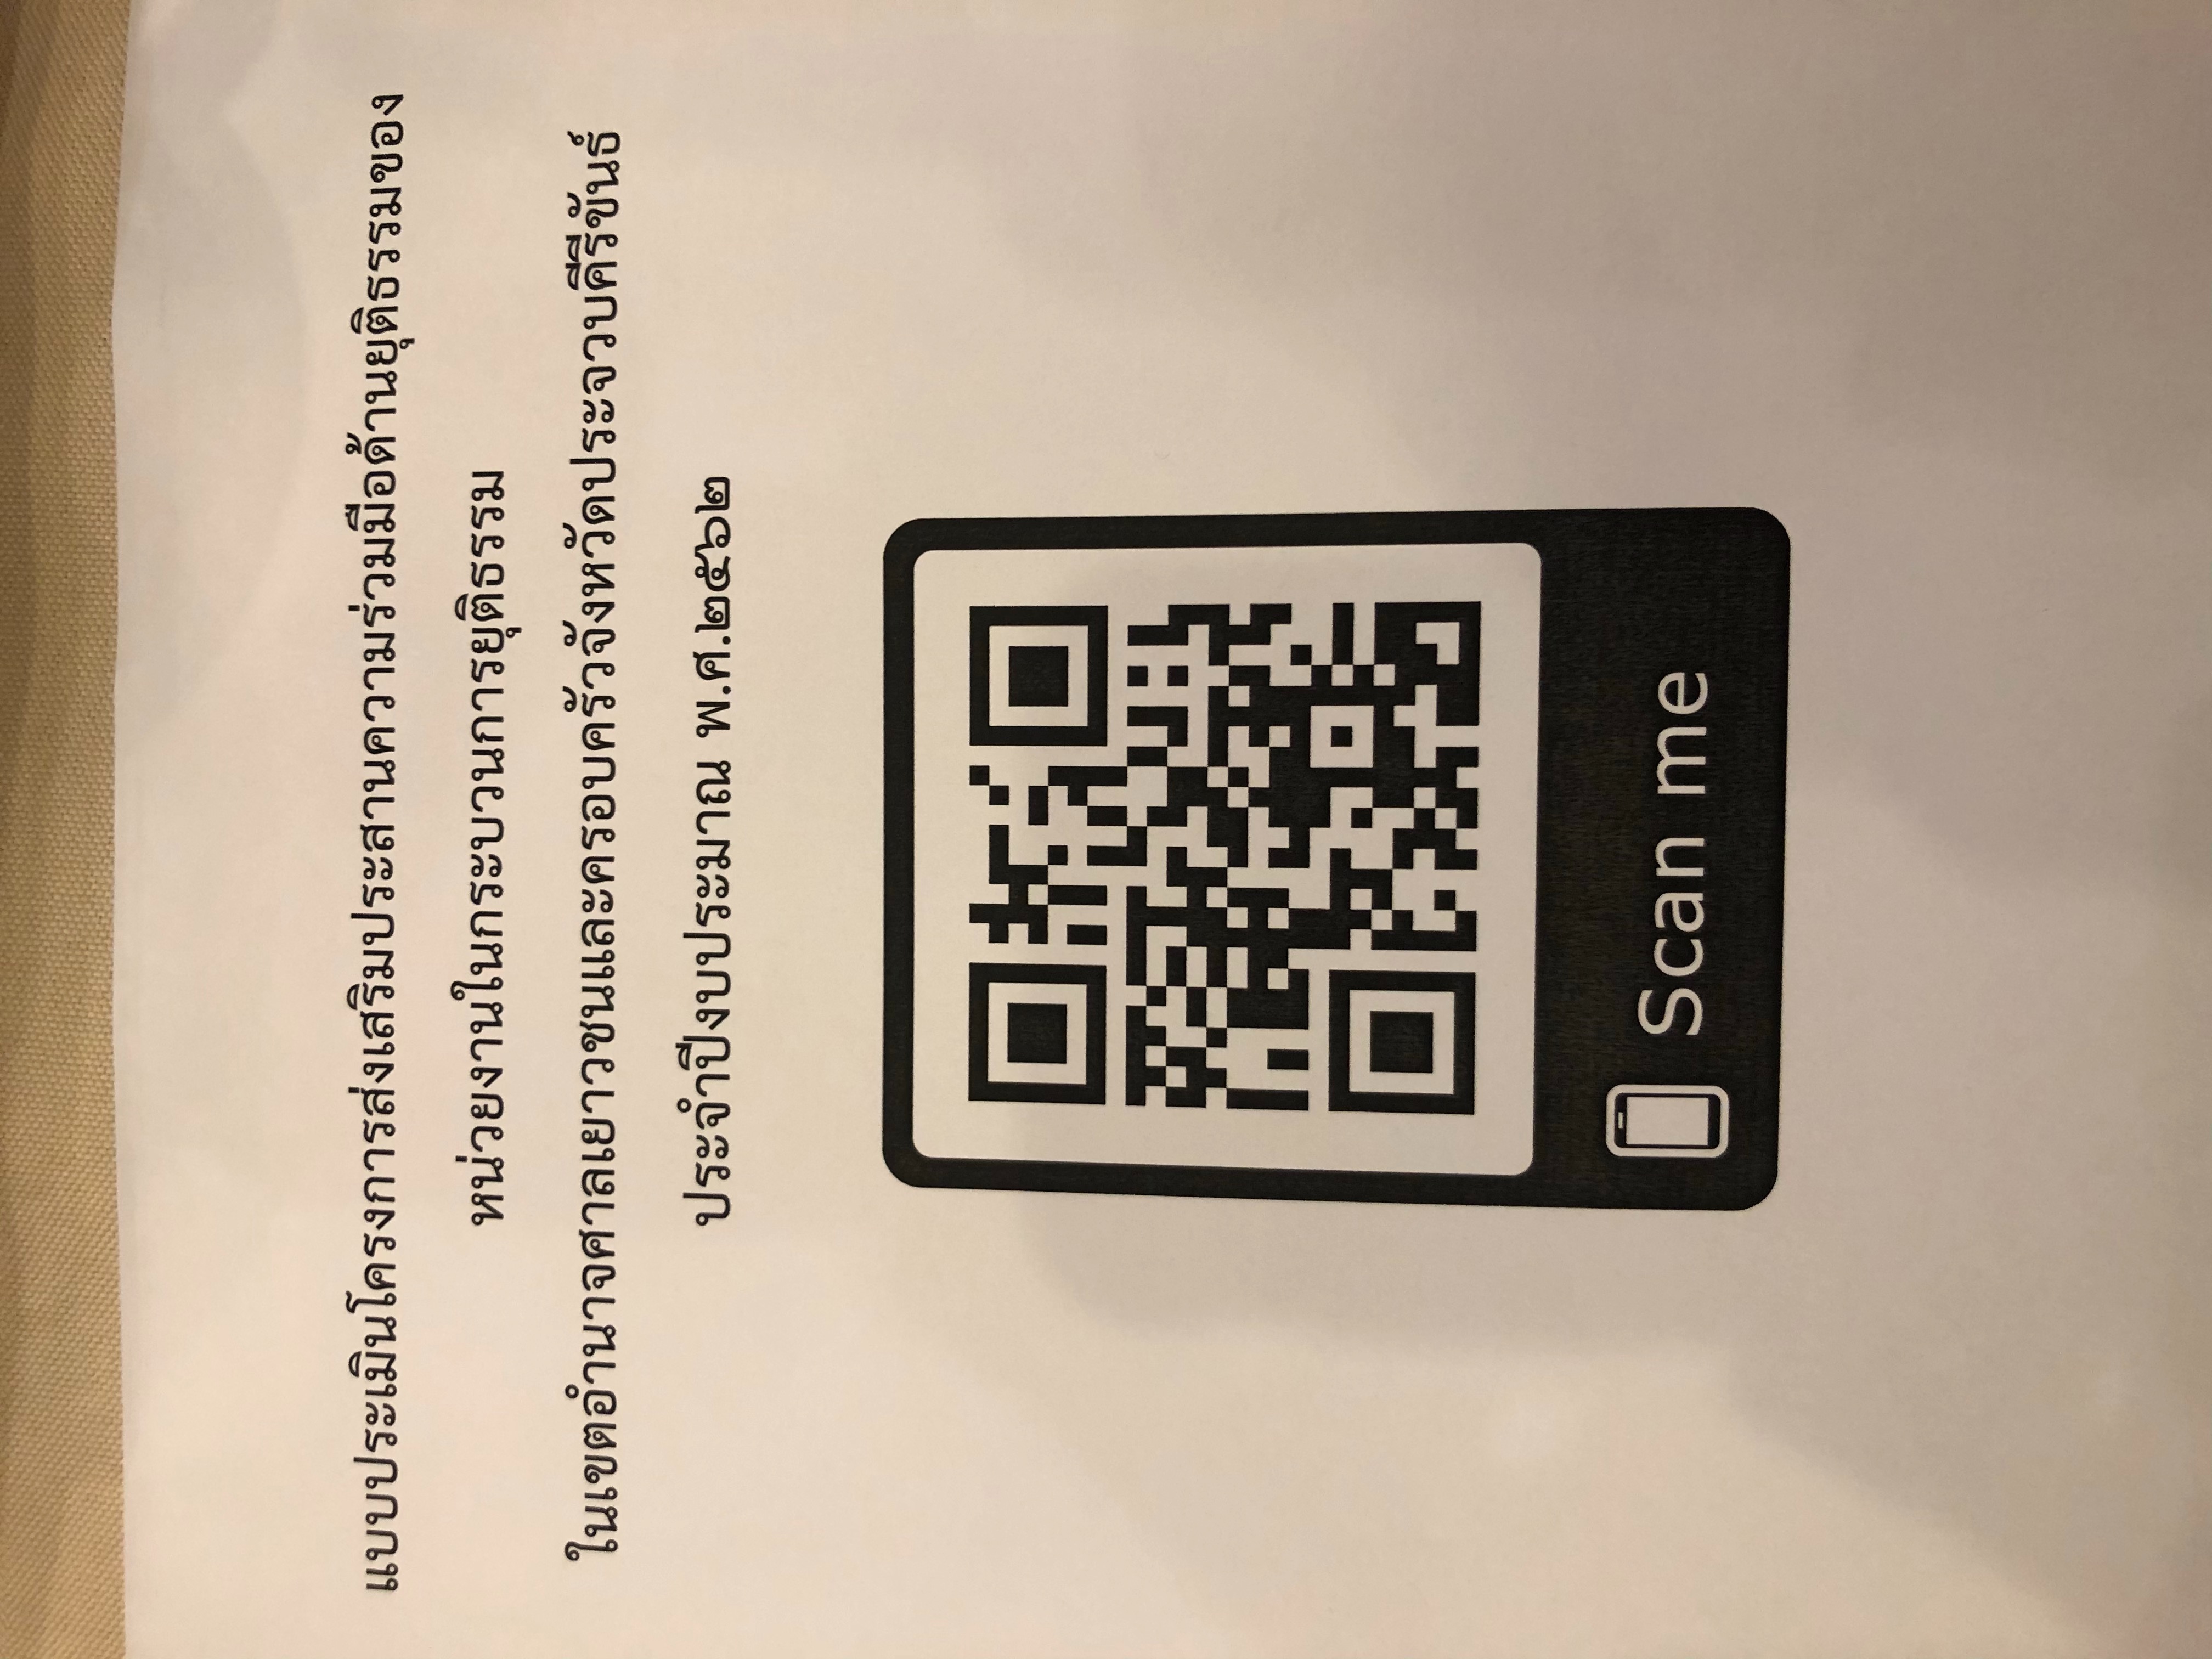 แบบประเมินโครงการส่งเสริมประสานความร่วมมือด้านยุติธรรมของ
หน่วยงานในกระบวนการยุติธรรม
ในเขตอำนาจศาลเยาวชนและครอบครัวจังหวัดประจวบคีรีขันธ์
ประจำปีงบประมาณ พ.ศ.๒๕๖๒
Scan me